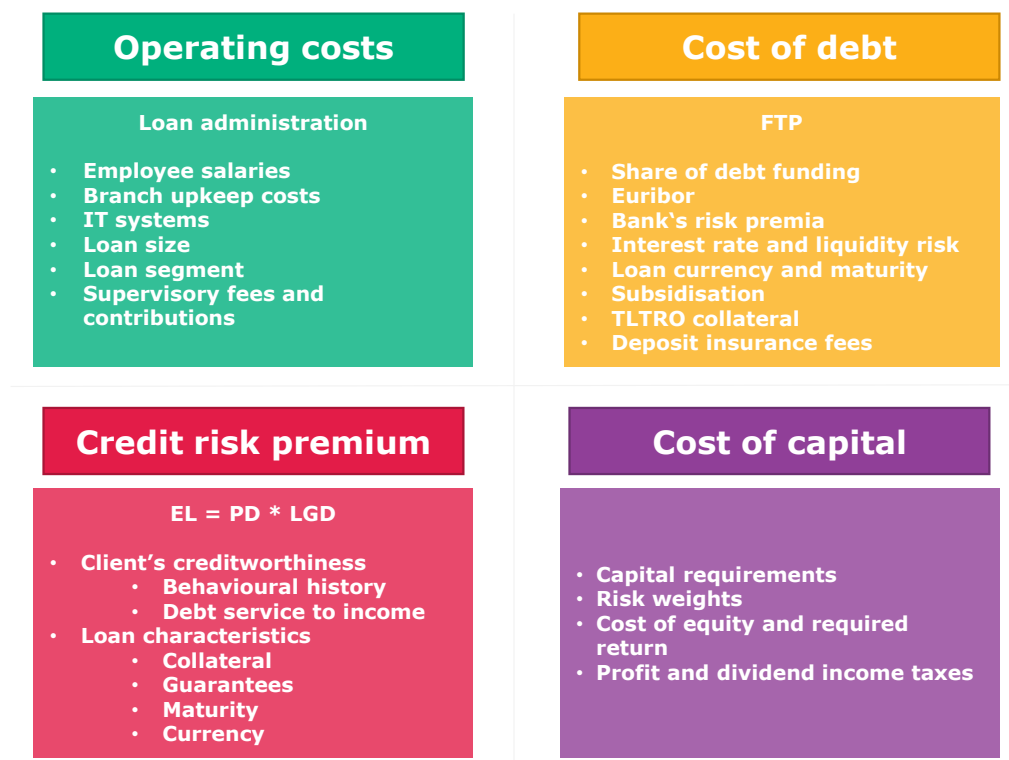 Operating costs
Loan administration
• Employee salaries
• Branch upkeep costs
• IT systems
• Loan size
• Loan segment
• Supervisory fees and
contributions
Cost of debt
FTP
• Share of debt funding
• Euribor
• Bank‘s risk premia
• Interest rate and liquidity risk
• Loan currency and maturity
• Subsidisation
• TLTRO collateral
• Deposit insurance fees
Credit risk premium
EL = PD * LGD
• Client’s creditworthiness
• Behavioural history
• Debt service to income
• Loan characteristics
• Collateral
• Guarantees
• Maturity
• Currency
Cost of capital
• Capital requirements
• Risk weights
• Cost of equity and required
return
• Profit and dividend income taxes